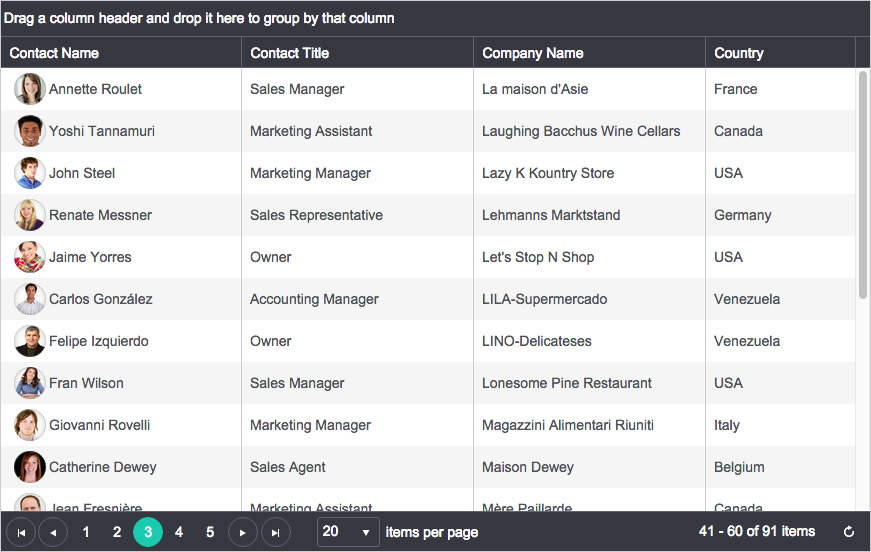 Drag a column header and drop it here to group by that column
Contact Name Contact Title Company Name Country
Annette Roulet Sales Manager La maison d'Asie France
Yoshi Tannamuri Marketing Assistant Laughing Bacchus Wine Cellars Canada
John Steel Marketing Manager Lazy K Kountry Store USA
Renate Messner Sales Representative Lehmanns Marktstand Germany
Jaime Yorres Owner Let's Stop N Shop USA
Carlos González Accounting Manager LILA-Supermercado Venezuela
Felipe Izquierdo Owner LINO-Delicateses Venezuela
Fran Wilson Sales Manager Lonesome Pine Restaurant USA
Giovanni Rovelli Marketing Manager Magazzini Alimentari Riuniti Italy
Catherine Dewey Sales Agent Maison Dewey Belgium
Jean Fresnière Marketing Assistant Mère Paillarde Canada
1 2 3 4 5 20 items per page 41 - 60 of 91 items